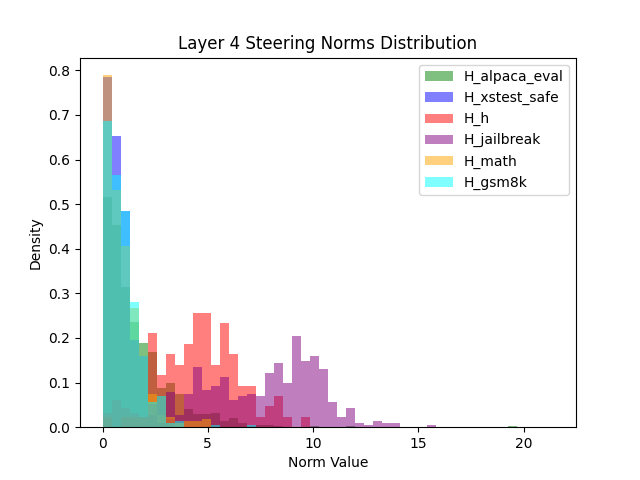 Layer 4 Steering Norms Distribution
0.8
0.7
0.6
0.5
0.4
0.3
0.2
0.1
0.0
Density
0
5
10
15
20
Norm Value
H_alpaca_eval
H_xstest_safe
H_h
H_jailbreak
H_math
H_gsm8k